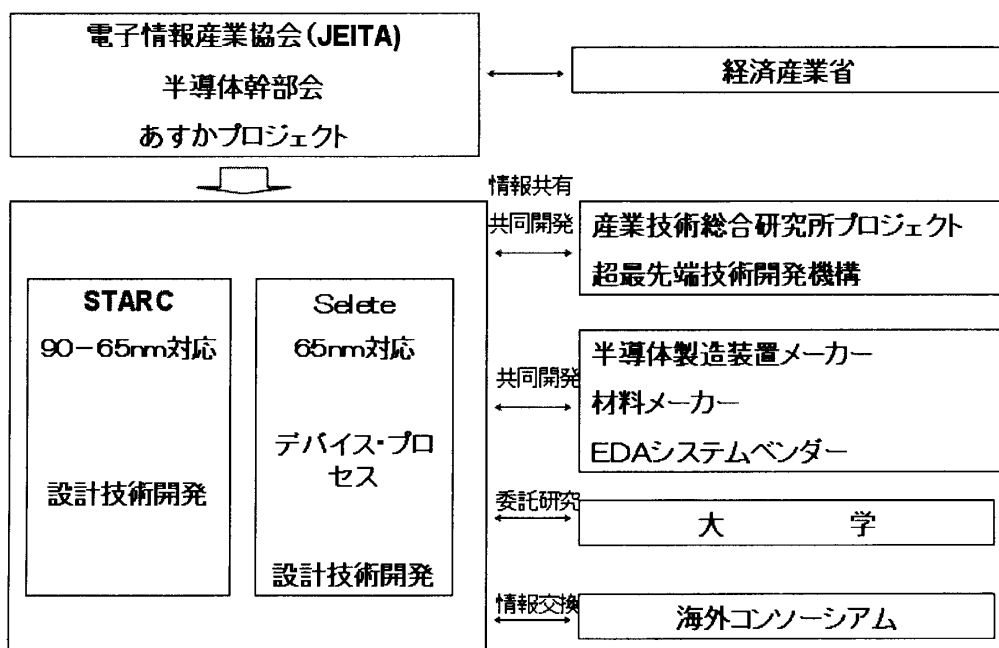 電子情報産業協会(JEITA)
半導体幹部会
あすかプロジェクト
経済産業省
情報共有
共同開発
産業技術総合研究所プロジェクト
超最先端技術開発機構
STARC
90-65nm対応
設計技術開発
Selete
65nm対応
デバイス・プロ
セス
設計技術開発
共同開発
半導体製造装置メーカー
材料メーカー
EDAシステムベンダー
委託研究
大 学
情報交換
海外コンソーシアム